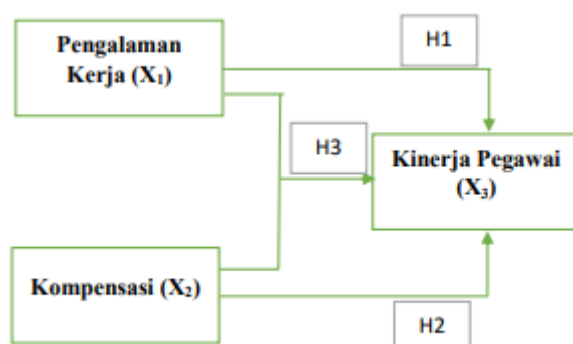 H1
Pengalaman
Kerja (X₁)
H3
Kinerja Pegawai
(X₃)
Kompensasi (X₂)
H2